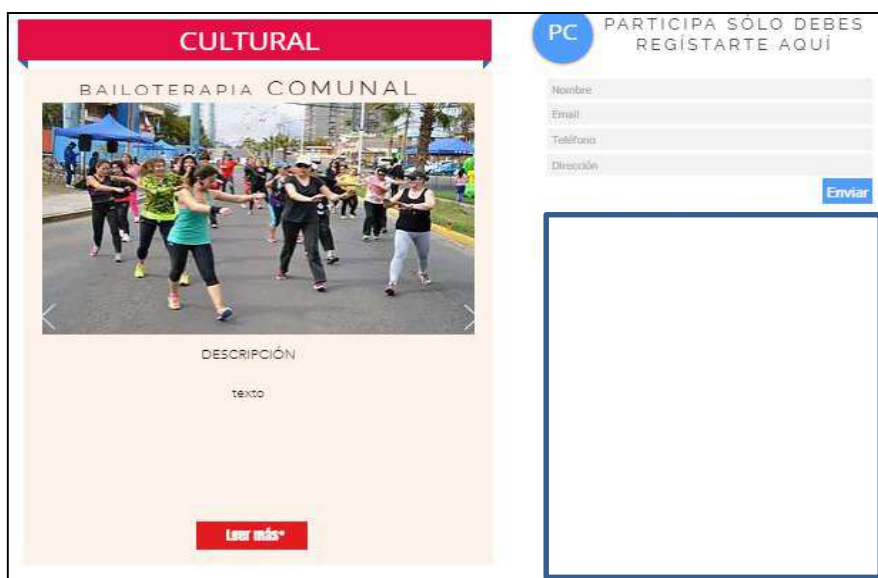 CULTURAL
BAILOTERAPIA COMUNAL
DESCRIPCIÓN
texto
Leer más"
PC
PARTICIPA SÓLO DEBES
REGÍSTARTE AQUÍ
Nombre
Email
Teléfono
Dirección
Enviar